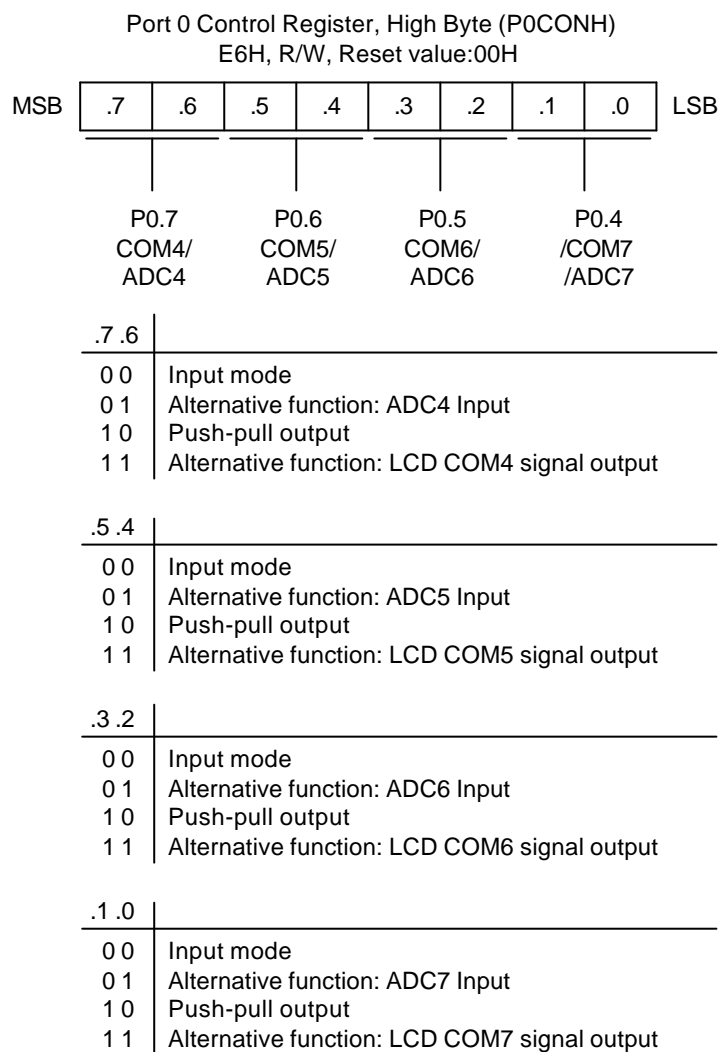 Port 0 Control Register, High Byte (P0CONH)
E6H, R/W, Reset value:00H
MSB .7 .6 .5 .4 .3 .2 .1 .0 LSB
P0.7 P0.6 P0.5 P0.4
COM4/ COM5/ COM6/ /COM7
ADC4 ADC5 ADC6 /ADC7
.7 .6
0 0 Input mode
0 1 Alternative function: ADC4 Input
1 0 Push-pull output
1 1 Alternative function: LCD COM4 signal output
.5 .4
0 0 Input mode
0 1 Alternative function: ADC5 Input
1 0 Push-pull output
1 1 Alternative function: LCD COM5 signal output
.3 .2
0 0 Input mode
0 1 Alternative function: ADC6 Input
1 0 Push-pull output
1 1 Alternative function: LCD COM6 signal output
.1 .0
0 0 Input mode
0 1 Alternative function: ADC7 Input
1 0 Push-pull output
1 1 Alternative function: LCD COM7 signal output